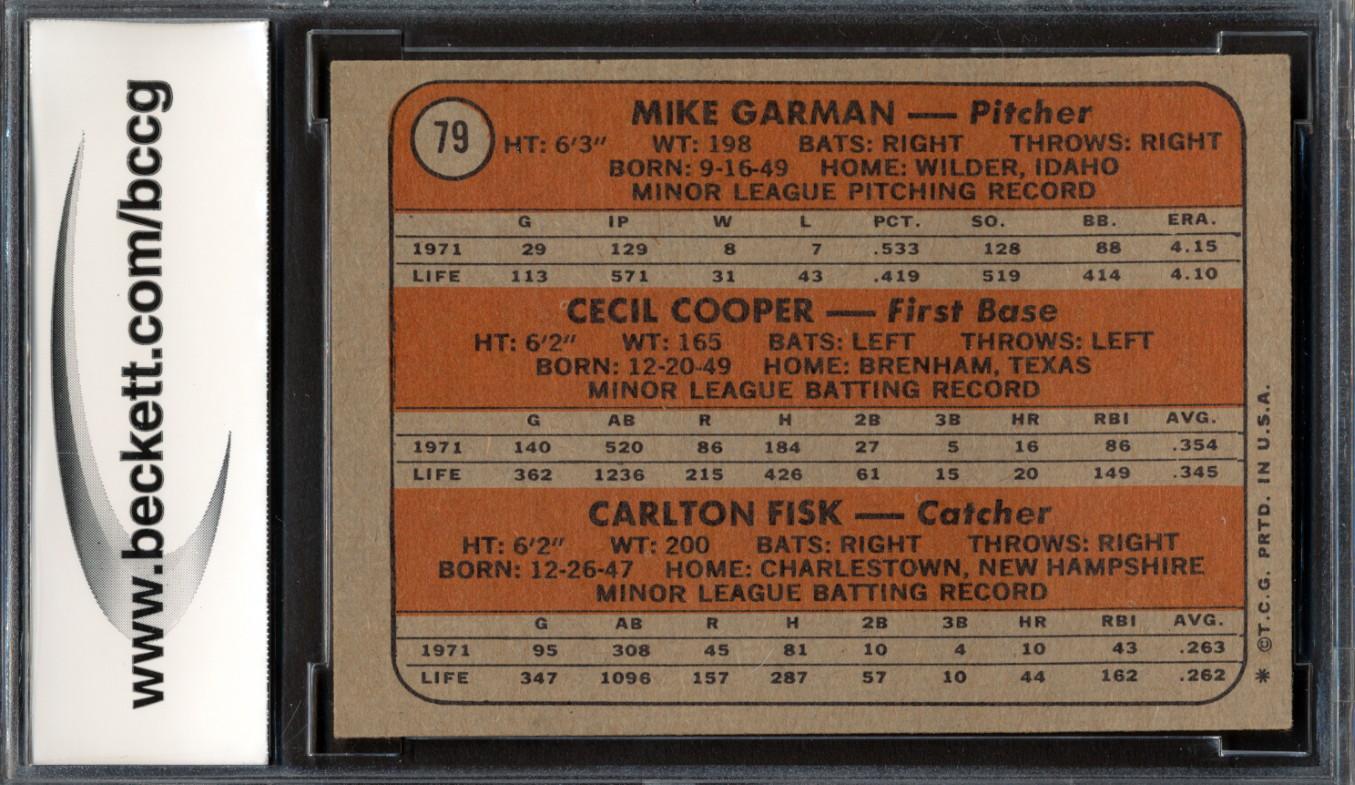 www.beckett.com/bccg
79
MIKE GARMAN — Pitcher
HT: 6'3" WT: 198 BATS: RIGHT THROWS: RIGHT
BORN: 9-16-49 HOME: WILDER, IDAHO
MINOR LEAGUE PITCHING RECORD
G IP W L PCT. SO. BB. ERA.
1971 29 129 8 7 .533 128 88 4.15
LIFE 113 571 31 43 .419 519 414 4.10
CECIL COOPER — First Base
HT: 6'2" WT: 165 BATS: LEFT THROWS: LEFT
BORN: 12-20-49 HOME: BRENHAM, TEXAS
MINOR LEAGUE BATTING RECORD
G AB R H 2B 3B HR RBI AVG.
1971 140 520 86 184 27 5 16 86 .354
LIFE 362 1236 215 426 61 15 20 149 .345
CARLTON FISK — Catcher
HT: 6'2" WT: 200 BATS: RIGHT THROWS: RIGHT
BORN: 12-26-47 HOME: CHARLESTOWN, NEW HAMPSHIRE
MINOR LEAGUE BATTING RECORD
G AB R H 2B 3B HR RBI AVG.
1971 95 308 45 81 10 4 10 43 .263
LIFE 347 1096 157 287 57 10 44 162 .262
* ©T.C.G. PRTD. IN U.S.A.